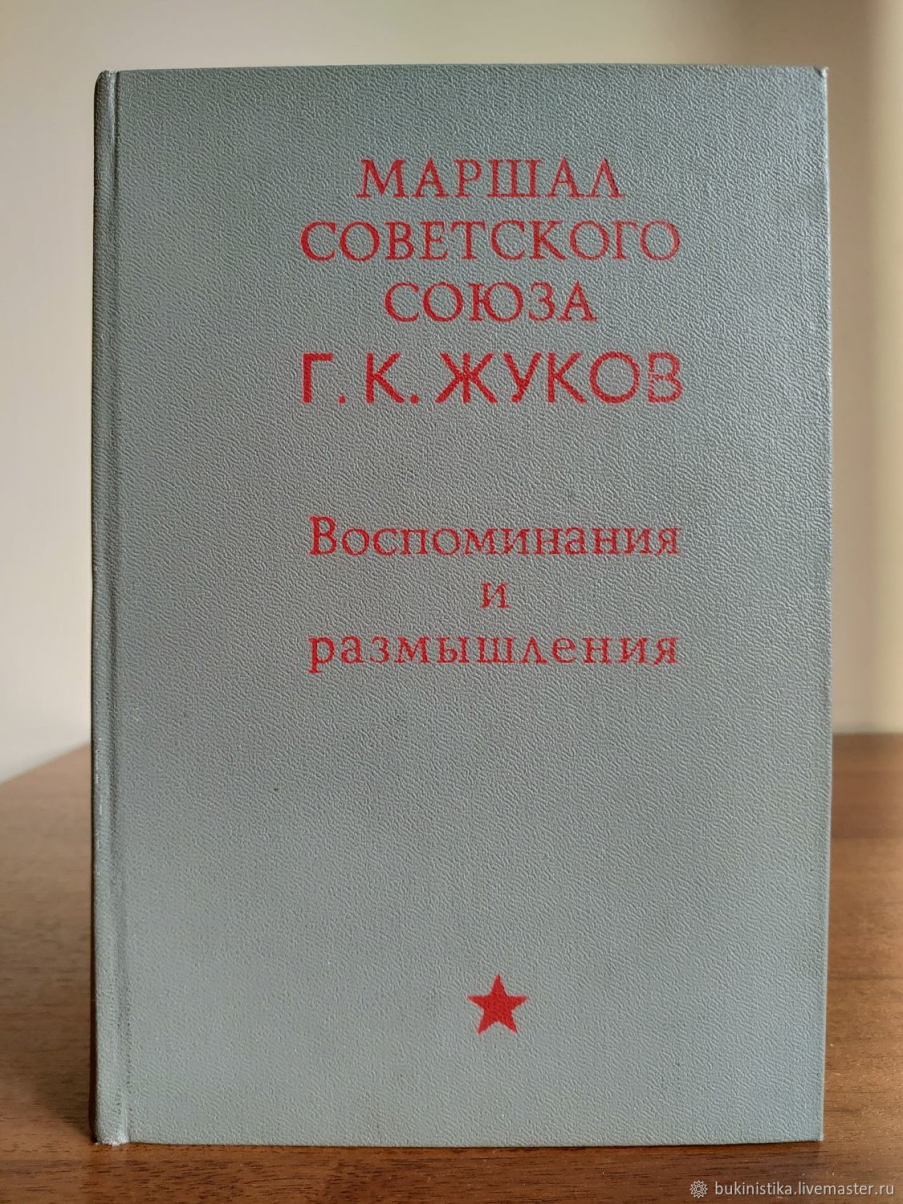 МАРШАЛ
СОВЕТСКОГО
СОЮЗА
Г. К. ЖУКОВ
Воспоминания
и
размышления
bukinistika.livemaster.ru